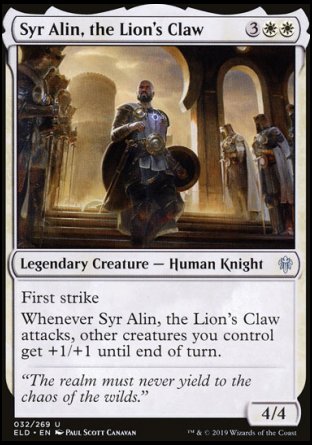 Syr Alin, the Lion's Claw 3
Legendary Creature — Human Knight
First strike
Whenever Syr Alin, the Lion's Claw
attacks, other creatures you control
get +1/+1 until end of turn.
"The realm must never yield to the
chaos of the wilds."
4/4
032/269 U
ELD • EN Paul Scott Canavan
™ & © 2019 Wizards of the Coast